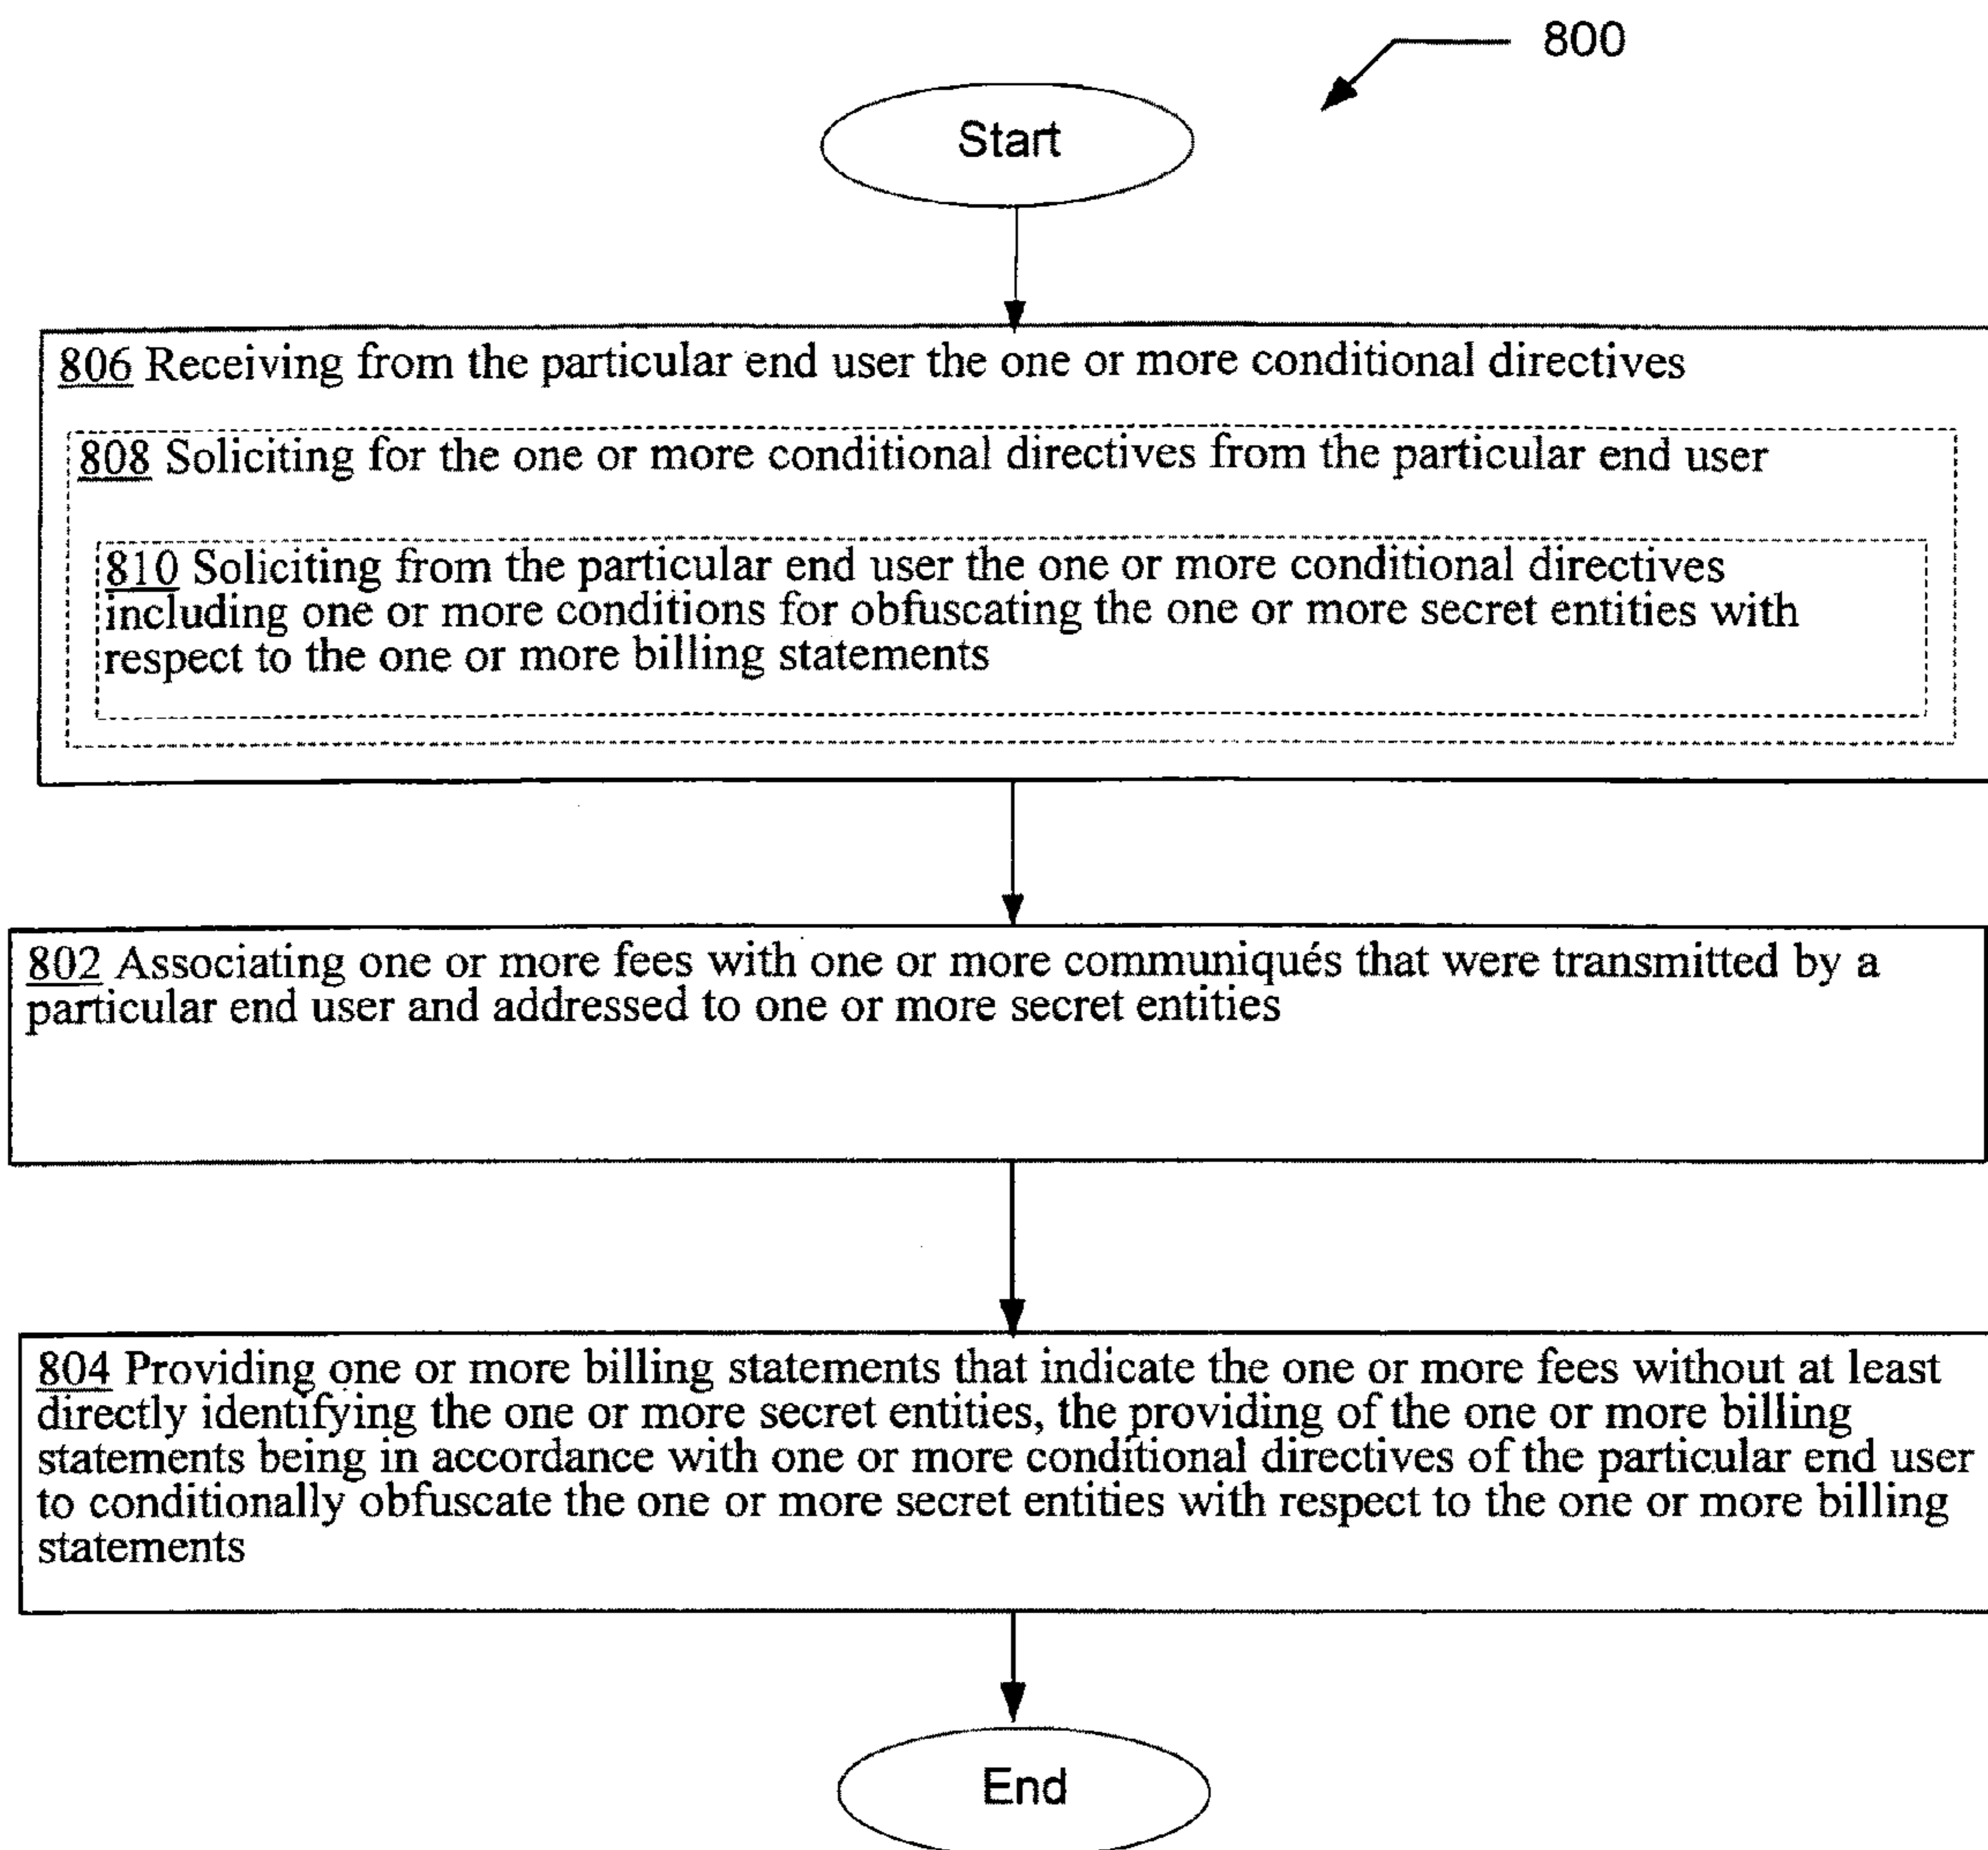 800
Start
806 Receiving from the particular end user the one or more conditional directives
808 Soliciting for the one or more conditional directives from the particular end user
810 Soliciting from the particular end user the one or more conditional directives
including one or more conditions for obfuscating the one or more secret entities with
respect to the one or more billing statements
802 Associating one or more fees with one or more communiqués that were transmitted by a
particular end user and addressed to one or more secret entities
804 Providing one or more billing statements that indicate the one or more fees without at least
directly identifying the one or more secret entities, the providing of the one or more billing
statements being in accordance with one or more conditional directives of the particular end user
to conditionally obfuscate the one or more secret entities with respect to the one or more billing
statements
End